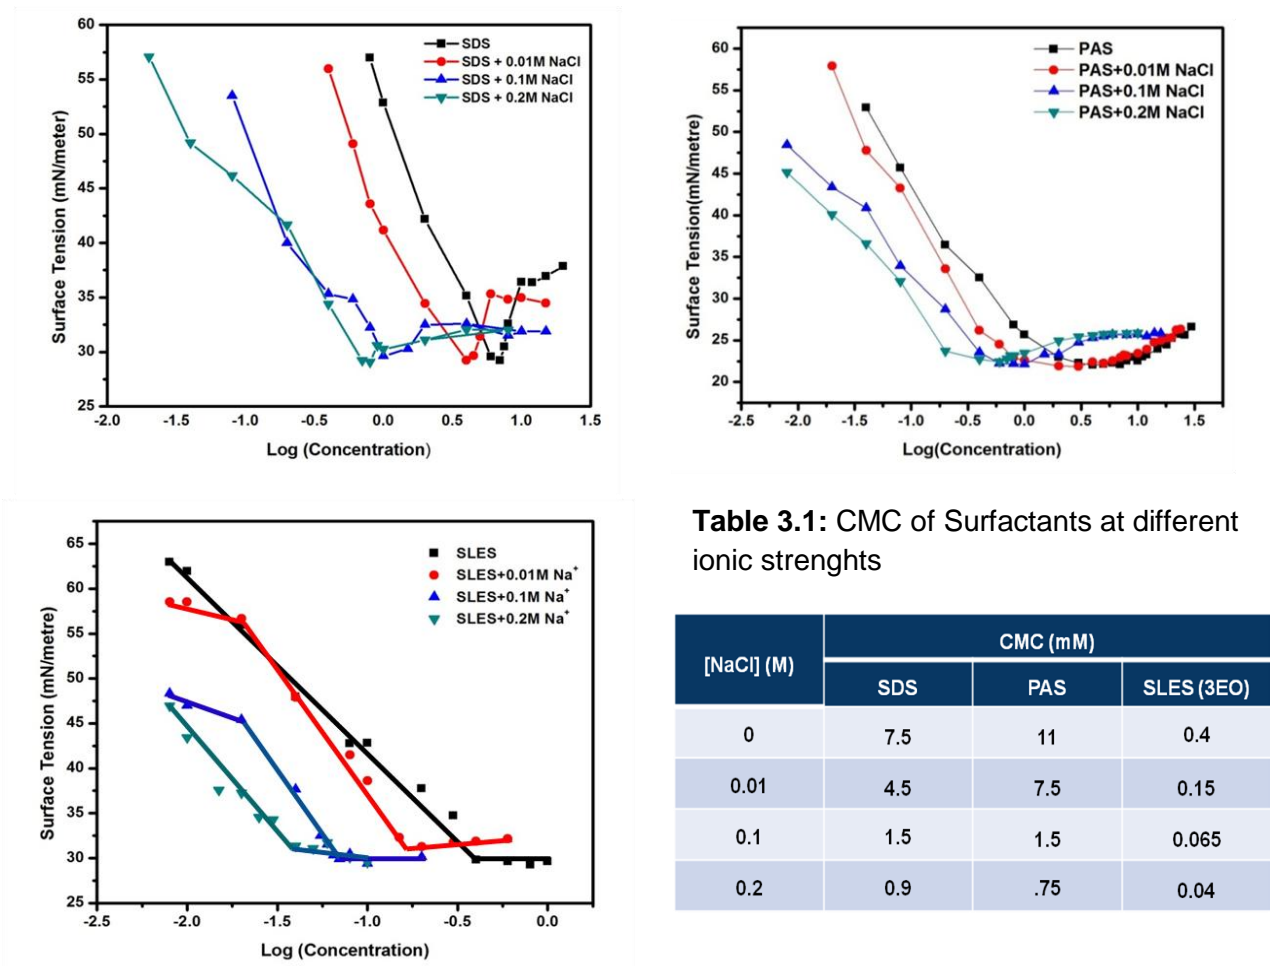 60
55
50
45
40
35
30
25
-2.0 -1.5 -1.0 -0.5 0.0 0.5 1.0 1.5
Surface Tension (mN/meter)
Log (Concentration)
SDS
SDS + 0.01M NaCl
SDS + 0.1M NaCl
SDS + 0.2M NaCl
60
55
50
45
40
35
30
25
20
-2.5 -2.0 -1.5 -1.0 -0.5 0.0 0.5 1.0 1.5
Surface Tension(mN/metre)
Log(Concentration)
PAS
PAS+0.01M NaCl
PAS+0.1M NaCl
PAS+0.2M NaCl
65
60
55
50
45
40
35
30
25
-2.5 -2.0 -1.5 -1.0 -0.5 0.0
Surface Tension (mN/metre)
Log (Concentration)
SLES
SLES+0.01M Na+
SLES+0.1M Na+
SLES+0.2M Na+
Table 3.1: CMC of Surfactants at different
ionic strenghts
[NaCl] (M) CMC (mM)
SDS PAS SLES (3EO)
0 7.5 11 0.4
0.01 4.5 7.5 0.15
0.1 1.5 1.5 0.065
0.2 0.9 .75 0.04